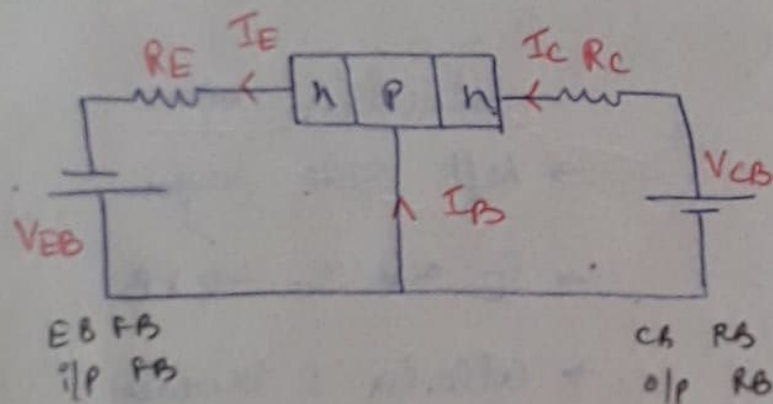 RE IE IC RC
n p n
VEB IB VCB
EB FB CB RB
i/p FB o/p RB